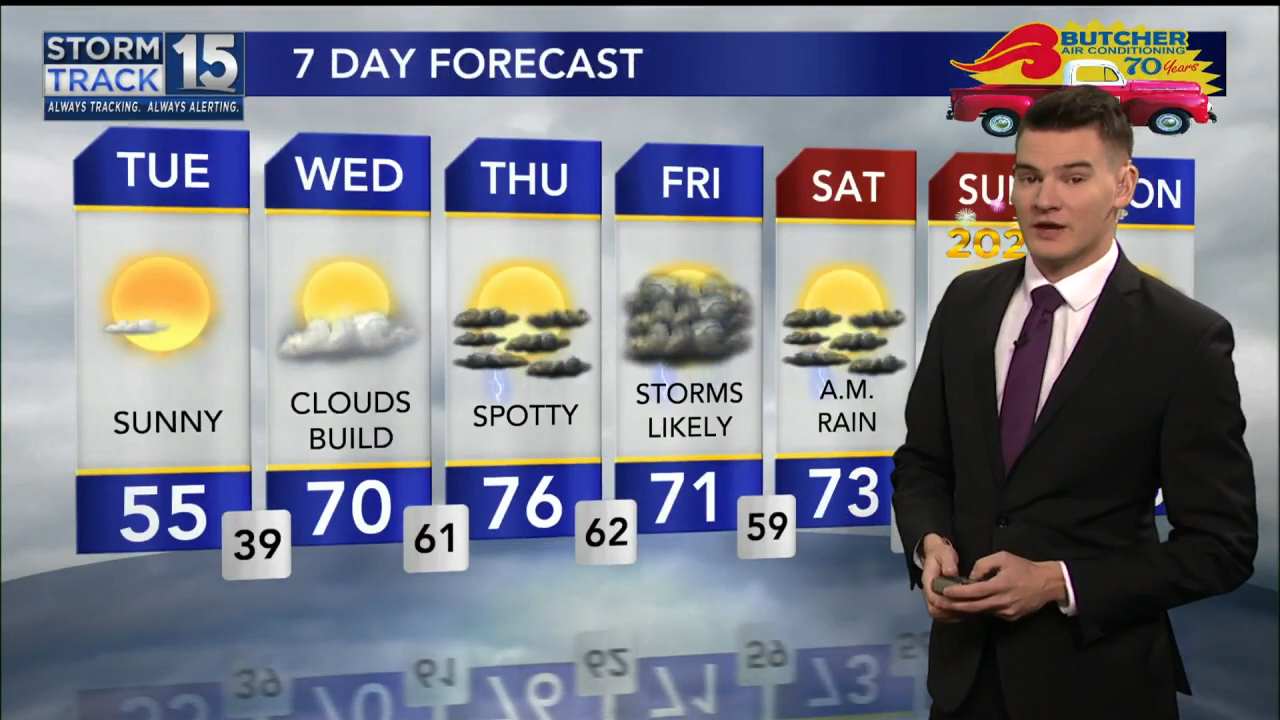 STORM
TRACK 15
ALWAYS TRACKING. ALWAYS ALERTING.
7 DAY FORECAST
BUTCHER
AIR CONDITIONING
70 Years
TUE
WED
THU
FRI
SAT
SUNNY
CLOUDS
BUILD
SPOTTY
STORMS
LIKELY
A.M.
RAIN
55
39
70
61
76
62
71
59
73